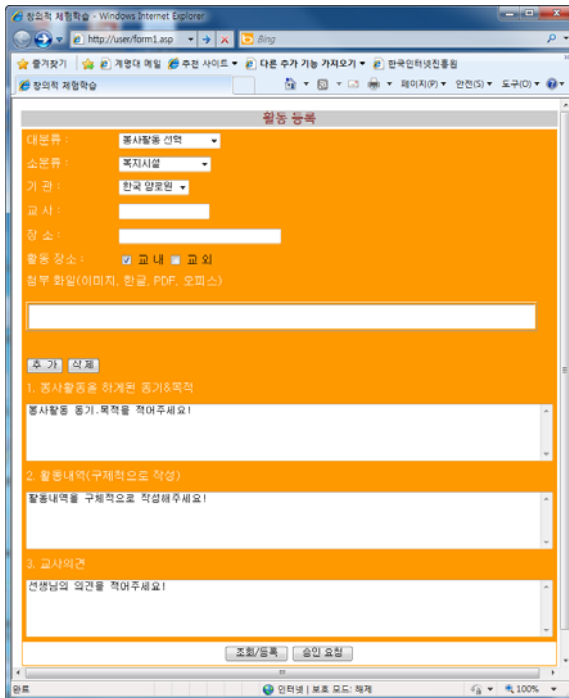 창의적 체험학습 - Windows Internet Explorer
http://user/form1.asp
Bing
즐겨찾기 계명대 메일 추천 사이트 다른 추가 기능 가져오기 한국인터넷진흥원
창의적 체험학습 페이지(P) 안전(S) 도구(O)
활동 등록
대분류 : 봉사활동 선택
소분류 : 복지시설
기 관 : 한국 양로원
교 사 :
장 소 :
활동 장소 : 교 내 교 외
첨부 화일(이미지, 한글, PDF, 오피스)
추 가 삭 제
1. 봉사활동을 하게된 동기&목적
봉사활동 동기.목적을 적어주세요!
2. 활동내역(구제적으로 작성)
활동내역을 구체적으로 작성해주세요!
3. 교사의견
선생님의 의견을 적어주세요!
조회/등록 승인 요청
완료 인터넷 | 보호 모드: 해제 100%